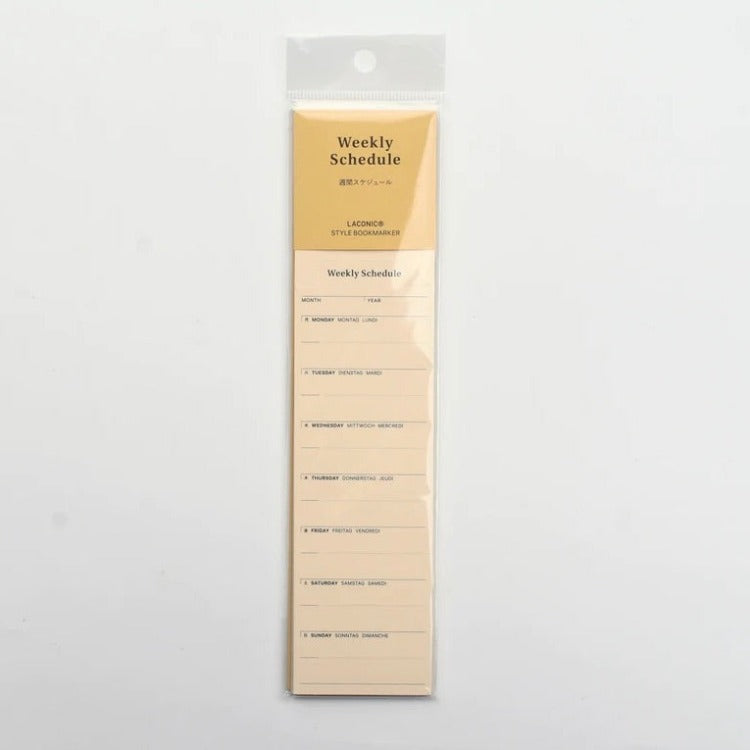 Weekly
Schedule
週間スケジュール
LACONIC®
STYLE BOOKMARKER
Weekly Schedule
MONTH YEAR
MONDAY MONTAG LUNDI
TUESDAY DIENSTAG MARDI
WEDNESDAY MITTWOCH MERCREDI
THURSDAY DONNERSTAG JEUDI
FRIDAY FREITAG VENDREDI
SATURDAY SAMSTAG SAMEDI
SUNDAY SONNTAG DIMANCHE